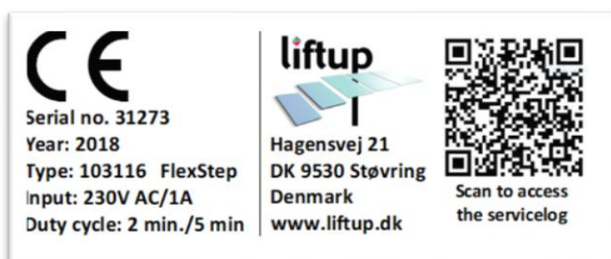 CE
Serial no. 31273
Year: 2018
Type: 103116 FlexStep
Input: 230V AC/1A
Duty cycle: 2 min./5 min
liftup
Hagensvej 21
DK 9530 Støvring
Denmark
www.liftup.dk
Scan to access
the servicelog